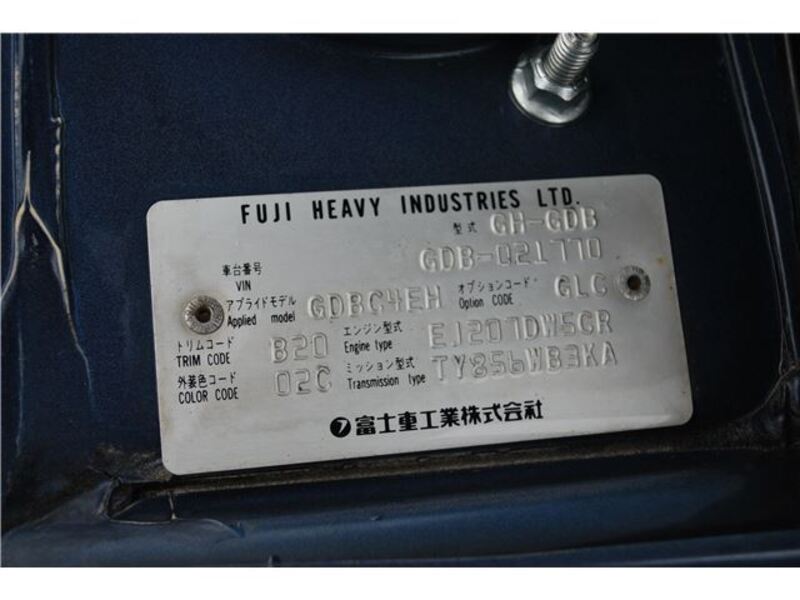 FUJI HEAVY INDUSTRIES LTD.
型式 GH-GDB
車台番号 VIN GDB-021770
アプライドモデル Applied model GDBC4EH オプションコード Option CODE GLC
トリムコード TRIM CODE B20 エンジン型式 Engine type EJ207DW5CR
外装色コード COLOR CODE 02C ミッション型式 Transmission type TY856WB3KA
富士重工業株式会社